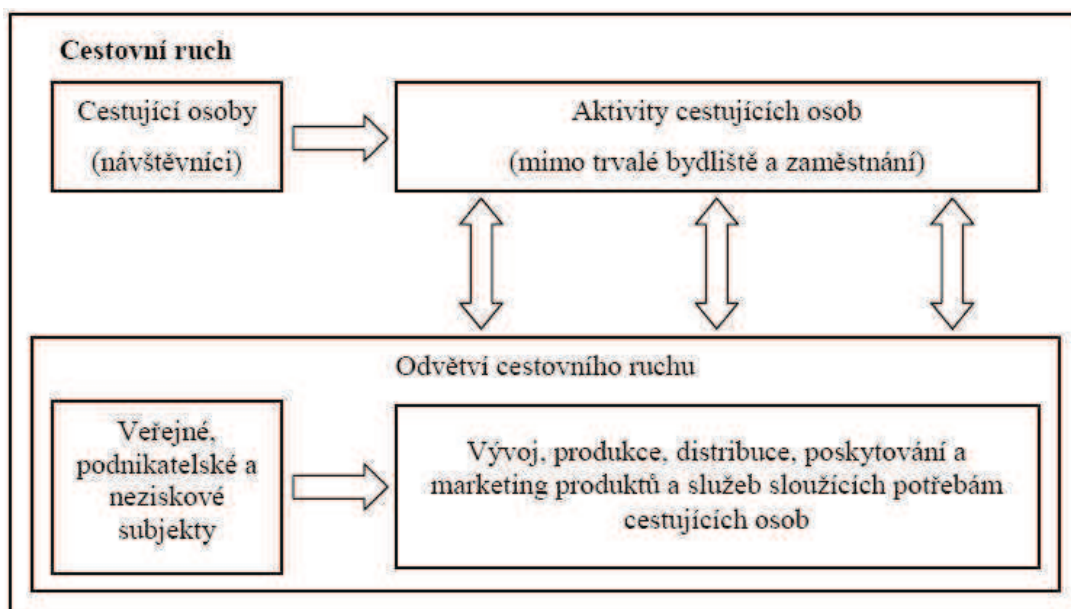 Cestovní ruch
Cestující osoby
(návštěvníci)
Aktivity cestujících osob
(mimo trvalé bydliště a zaměstnání)
Odvětví cestovního ruchu
Veřejné,
podnikatelské a
neziskové
subjekty
Vývoj, produkce, distribuce, poskytování a
marketing produktů a služeb sloužících potřebám
cestujících osob